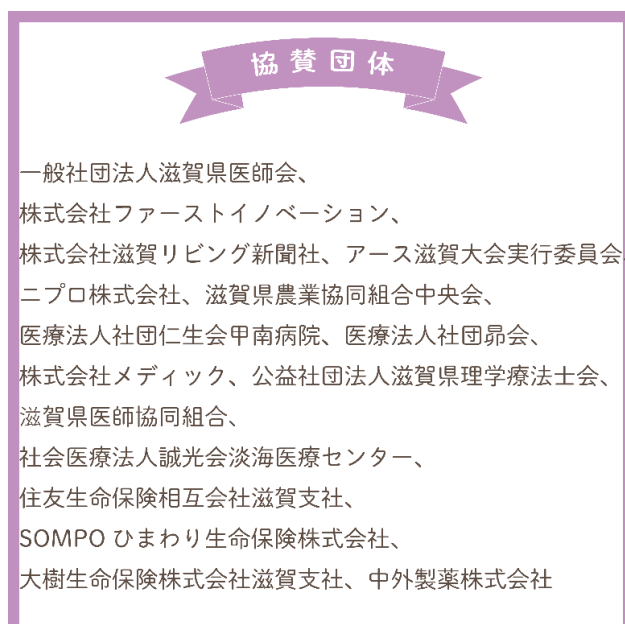 協賛団体
一般社団法人滋賀県医師会、
株式会社ファーストイノベーション、
株式会社滋賀リビング新聞社、アース滋賀大会実行委員会、
ニプロ株式会社、滋賀県農業協同組合中央会、
医療法人社団仁生会甲南病院、医療法人社団昴会、
株式会社メディック、公益社団法人滋賀県理学療法士会、
滋賀県医師協同組合、
社会医療法人誠光会淡海医療センター、
住友生命保険相互会社滋賀支社、
SOMPO ひまわり生命保険株式会社、
大樹生命保険株式会社滋賀支社、中外製薬株式会社